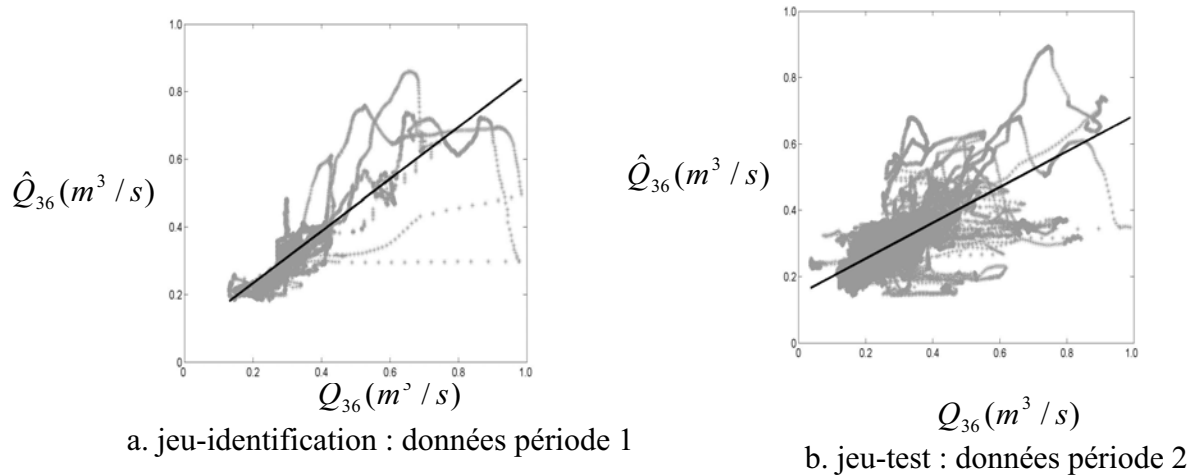 1.0
0.8
0.6
0.4
0.2
0
0 0.2 0.4 0.6 0.8 1.0
Q̂₃₆ (m³ / s)
Q₃₆ (m³ / s)
a. jeu-identification : données période 1
1.0
0.8
0.6
0.4
0.2
0
0 0.2 0.4 0.6 0.8 1.0
Q̂₃₆ (m³ / s)
Q₃₆ (m³ / s)
b. jeu-test : données période 2